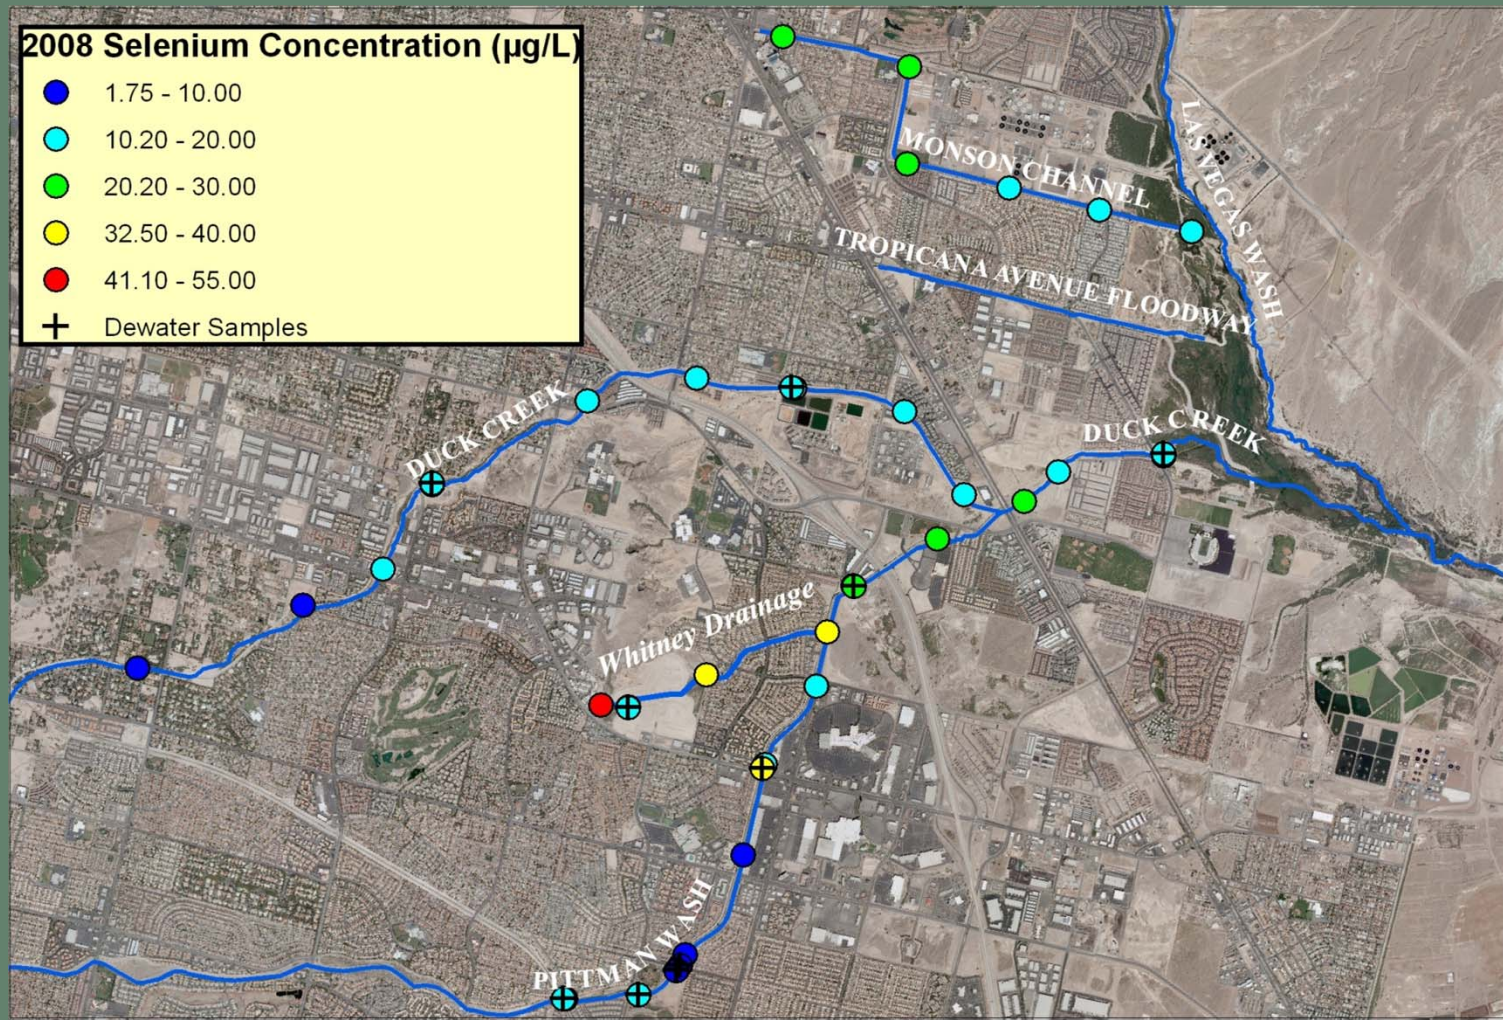 2008 Selenium Concentration (µg/L)
1.75 - 10.00
10.20 - 20.00
20.20 - 30.00
32.50 - 40.00
41.10 - 55.00
Dewater Samples
MONSON CHANNEL
LAS VEGAS WASH
TROPICANA AVENUE FLOODWAY
DUCK CREEK
DUCK CREEK
Whitney Drainage
PITTMAN WASH